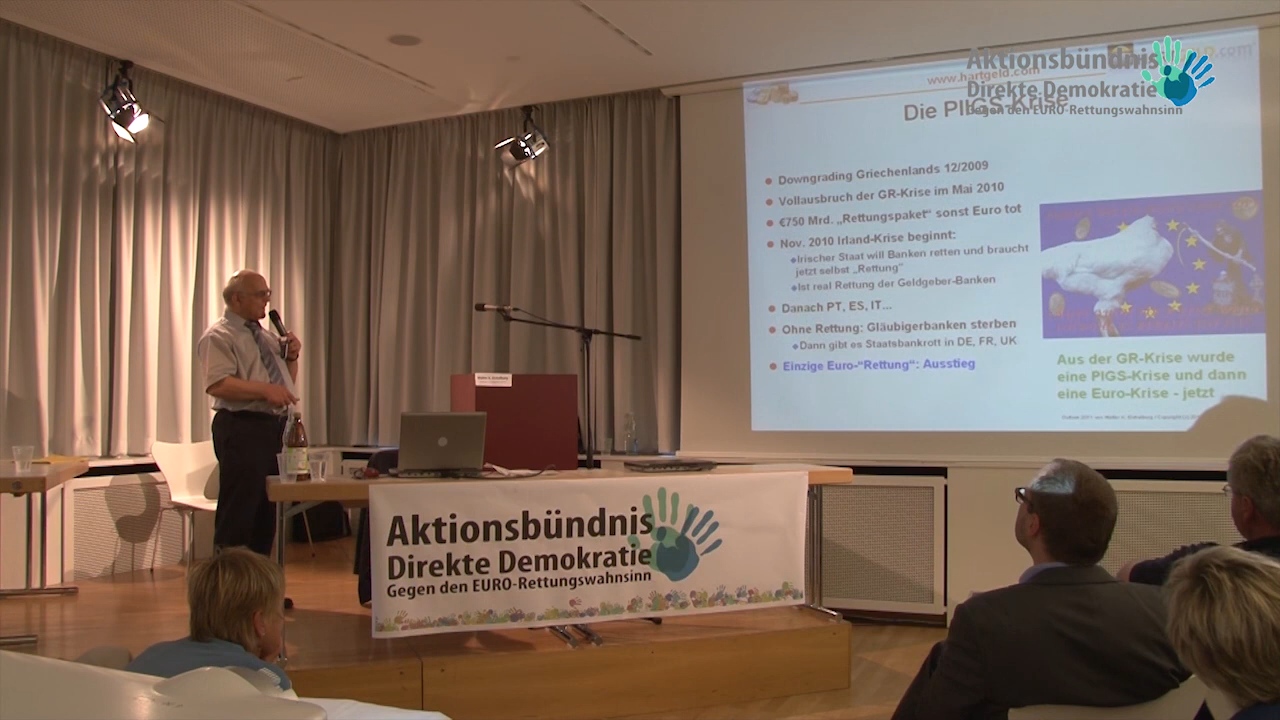 Aktionsbündnis
Direkte Demokratie
Gegen den EURO-Rettungswahnsinn
www.hartgeld.com
Die PIIGS Krise
Downgrading Griechenlands 12/2009
Vollausbruch der GR-Krise im Mai 2010
€750 Mrd. „Rettungspaket“ sonst Euro tot
Nov. 2010 Irland-Krise beginnt:
Irischer Staat will Banken retten und braucht
jetzt selbst „Rettung“
Ist real Rettung der Geldgeber-Banken
Danach PT, ES, IT...
Ohne Rettung: Gläubigerbanken sterben
Dann gibt es Staatsbankrott in DE, FR, UK
Einzige Euro-“Rettung“: Ausstieg
Aus der GR-Krise wurde
eine PIGS-Krise und dann
eine Euro-Krise - jetzt
Aktionsbündnis
Direkte Demokratie
Gegen den EURO-Rettungswahnsinn